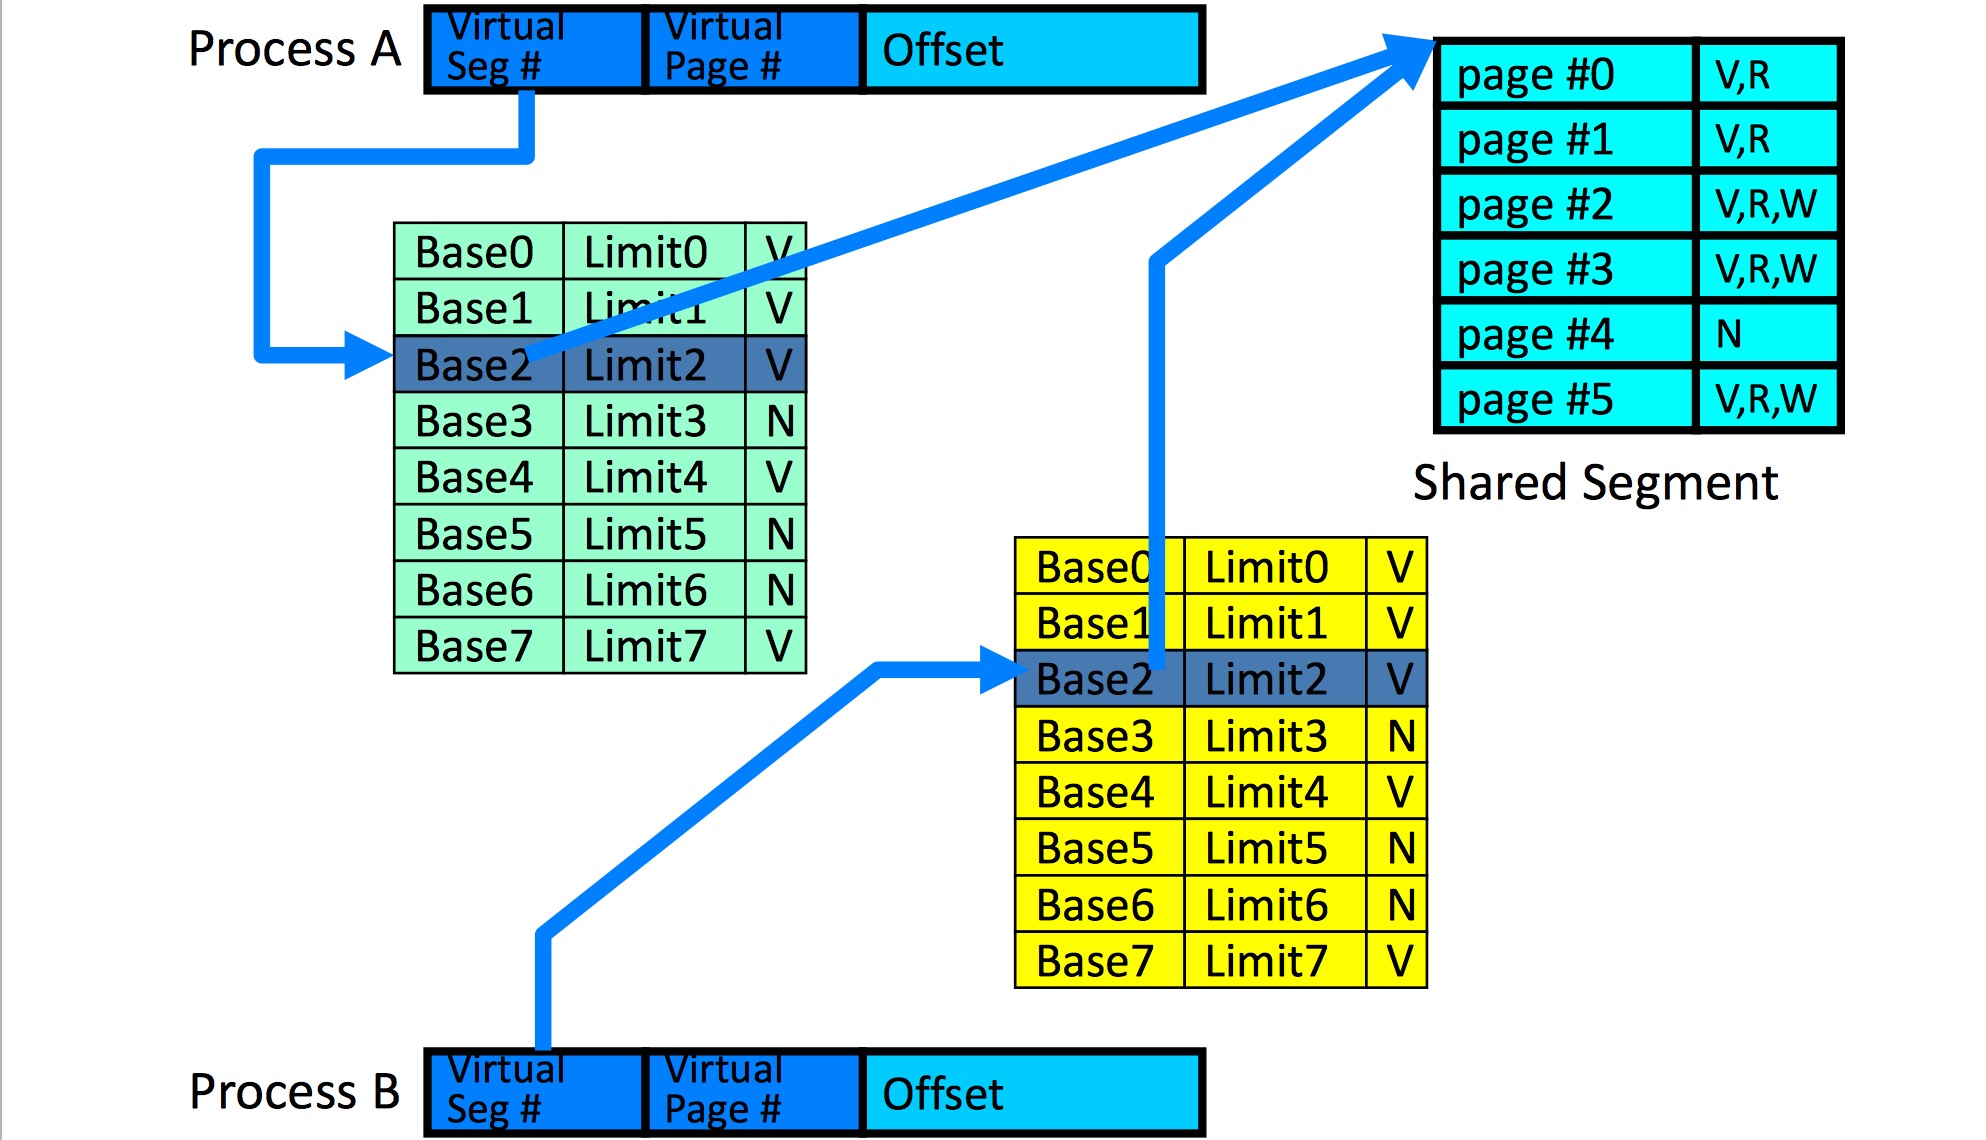 Process A
Virtual
Seg #
Virtual
Page #
Offset
page #0 V,R
page #1 V,R
page #2 V,R,W
page #3 V,R,W
page #4 N
page #5 V,R,W
Shared Segment
Base0 Limit0 V
Base1 Limit1 V
Base2 Limit2 V
Base3 Limit3 N
Base4 Limit4 V
Base5 Limit5 N
Base6 Limit6 N
Base7 Limit7 V
Base0 Limit0 V
Base1 Limit1 V
Base2 Limit2 V
Base3 Limit3 N
Base4 Limit4 V
Base5 Limit5 N
Base6 Limit6 N
Base7 Limit7 V
Process B
Virtual
Seg #
Virtual
Page #
Offset